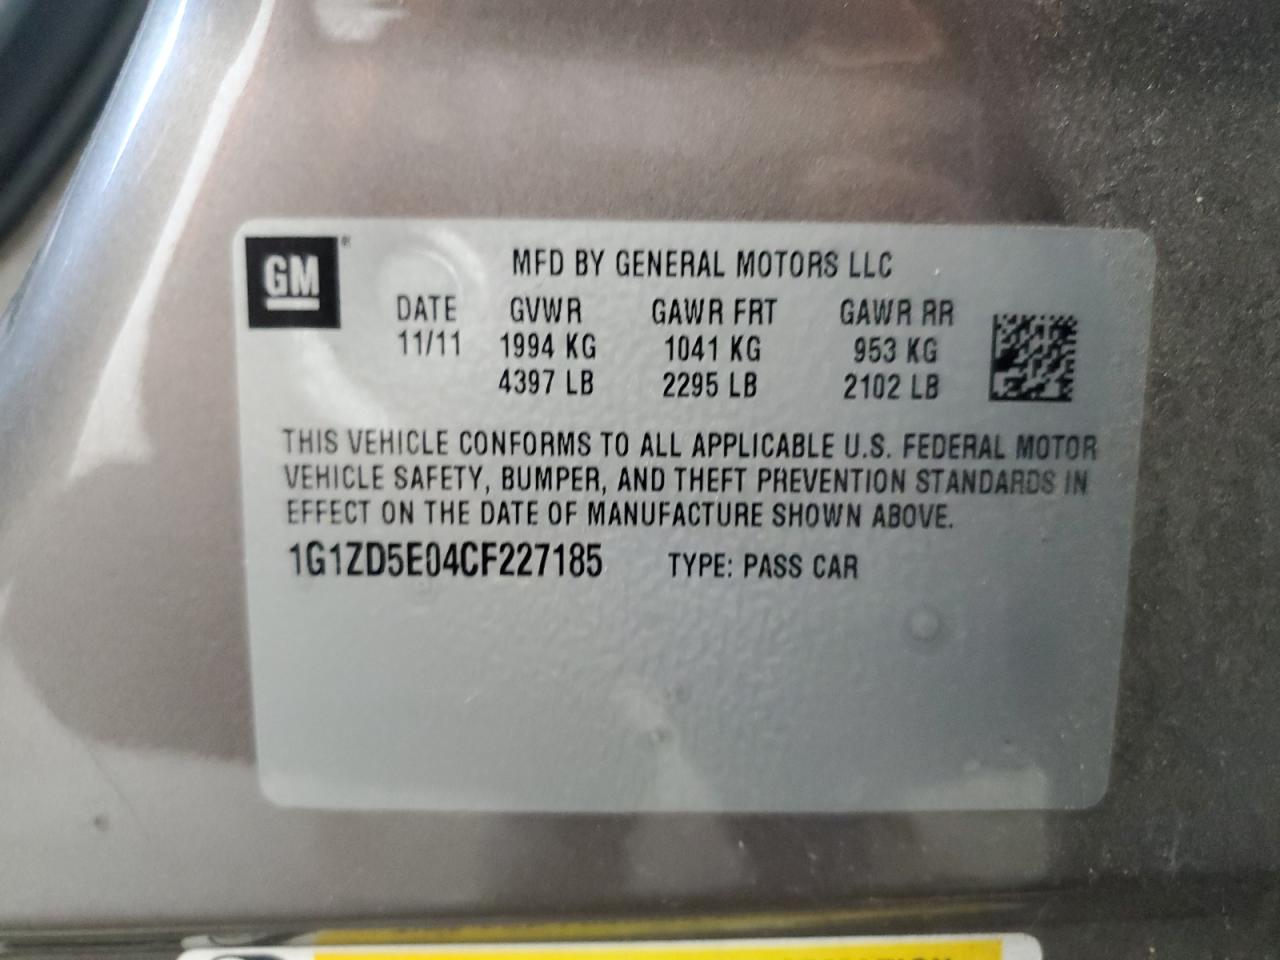 GM ®
MFD BY GENERAL MOTORS LLC
DATE GVWR GAWR FRT GAWR RR
11/11 1994 KG 1041 KG 953 KG
4397 LB 2295 LB 2102 LB
THIS VEHICLE CONFORMS TO ALL APPLICABLE U.S. FEDERAL MOTOR
VEHICLE SAFETY, BUMPER, AND THEFT PREVENTION STANDARDS IN
EFFECT ON THE DATE OF MANUFACTURE SHOWN ABOVE.
1G1ZD5E04CF227185 TYPE: PASS CAR